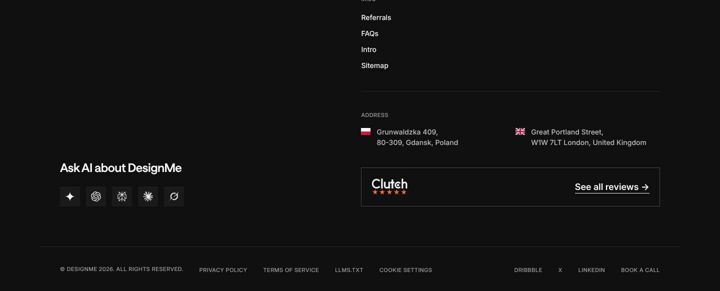 Referrals
FAQs
Intro
Sitemap
ADDRESS
Grunwaldzka 409,
80-309, Gdansk, Poland
Great Portland Street,
W1W 7LT London, United Kingdom
Ask AI about DesignMe
Clutch
See all reviews →
© DESIGNME 2026. ALL RIGHTS RESERVED.
PRIVACY POLICY
TERMS OF SERVICE
LLMS.TXT
COOKIE SETTINGS
DRIBBBLE
X
LINKEDIN
BOOK A CALL